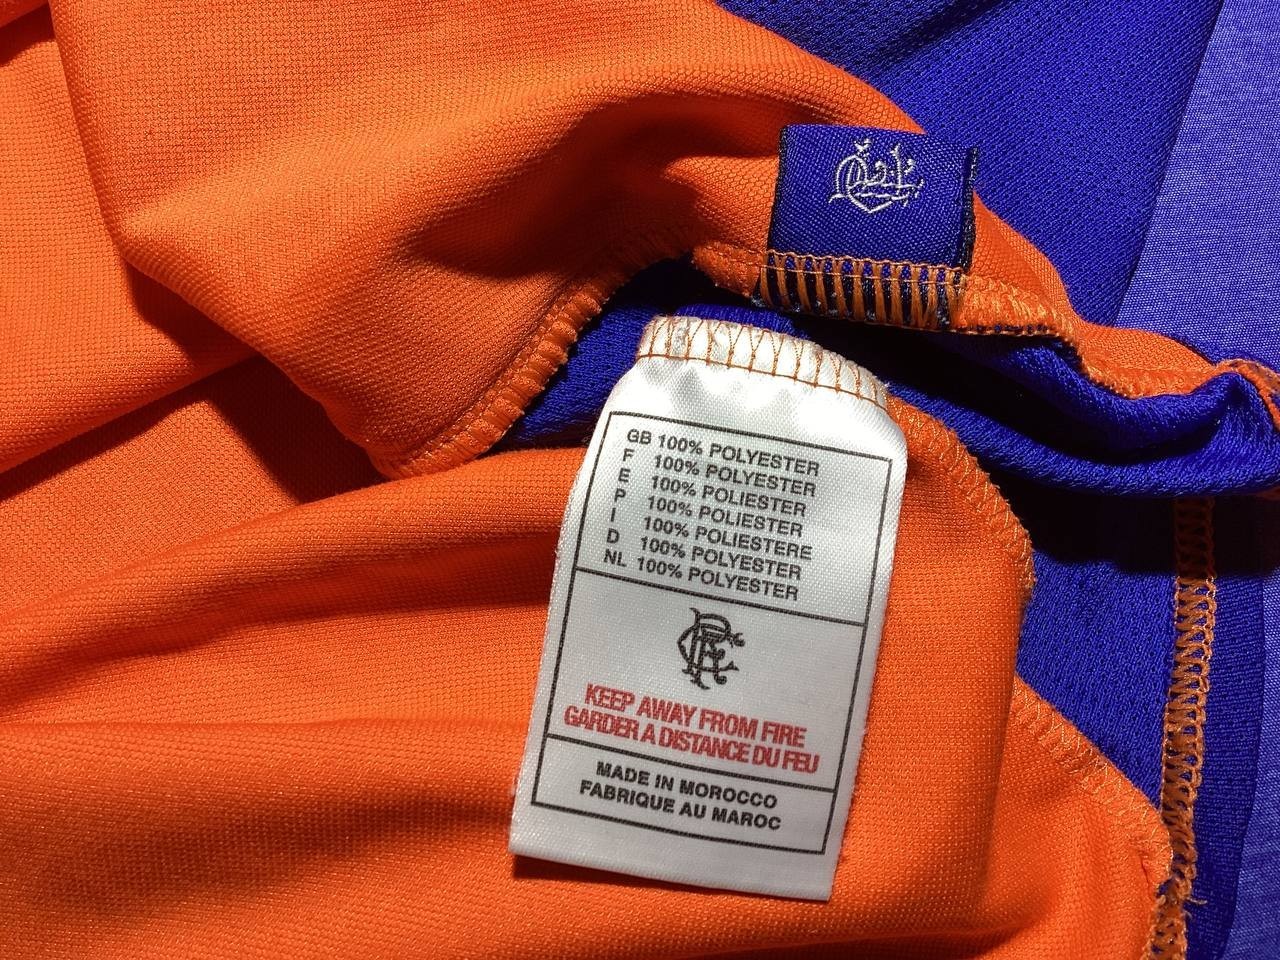 GB 100% POLYESTER
F 100% POLYESTER
E 100% POLIESTER
P 100% POLIESTER
I 100% POLIESTERE
D 100% POLYESTER
NL 100% POLYESTER
RFC
KEEP AWAY FROM FIRE
GARDER A DISTANCE DU FEU
MADE IN MOROCCO
FABRIQUE AU MAROC